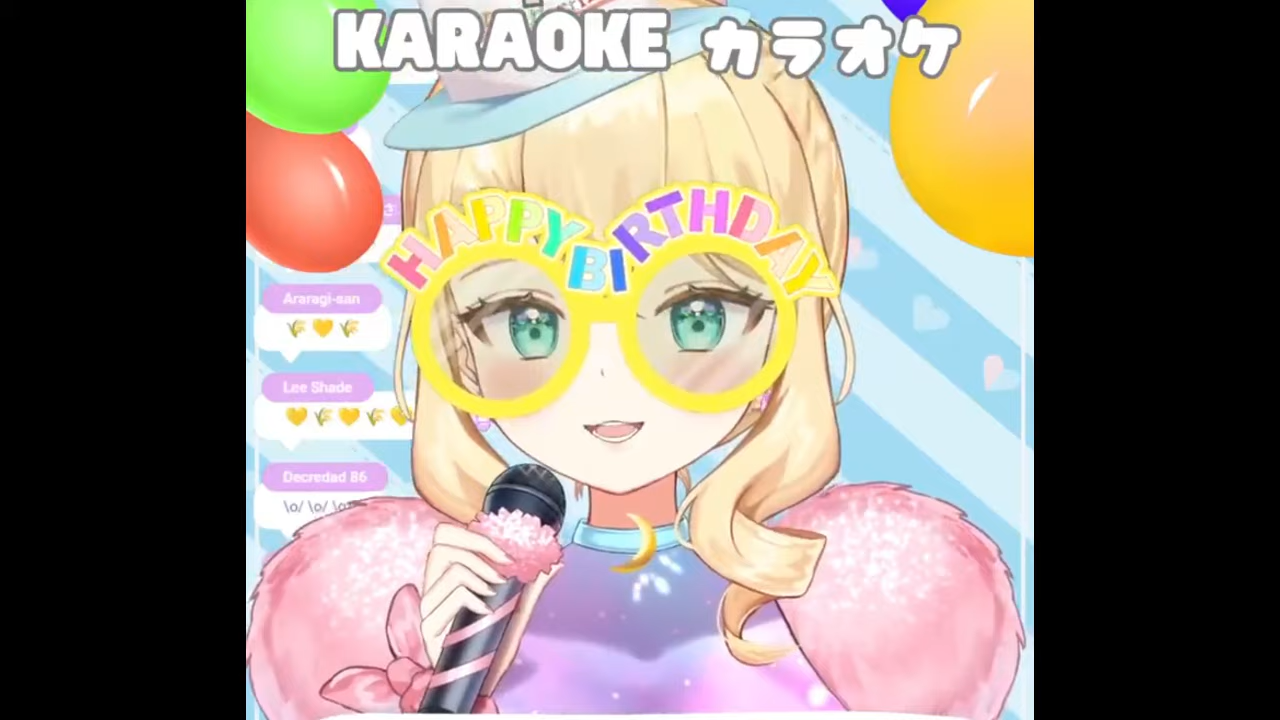 KARAOKE カラオケ
HAPPY BIRTHDAY
Araragi-san
Lee Shade
Decredad 86
\o/ \o/ \o